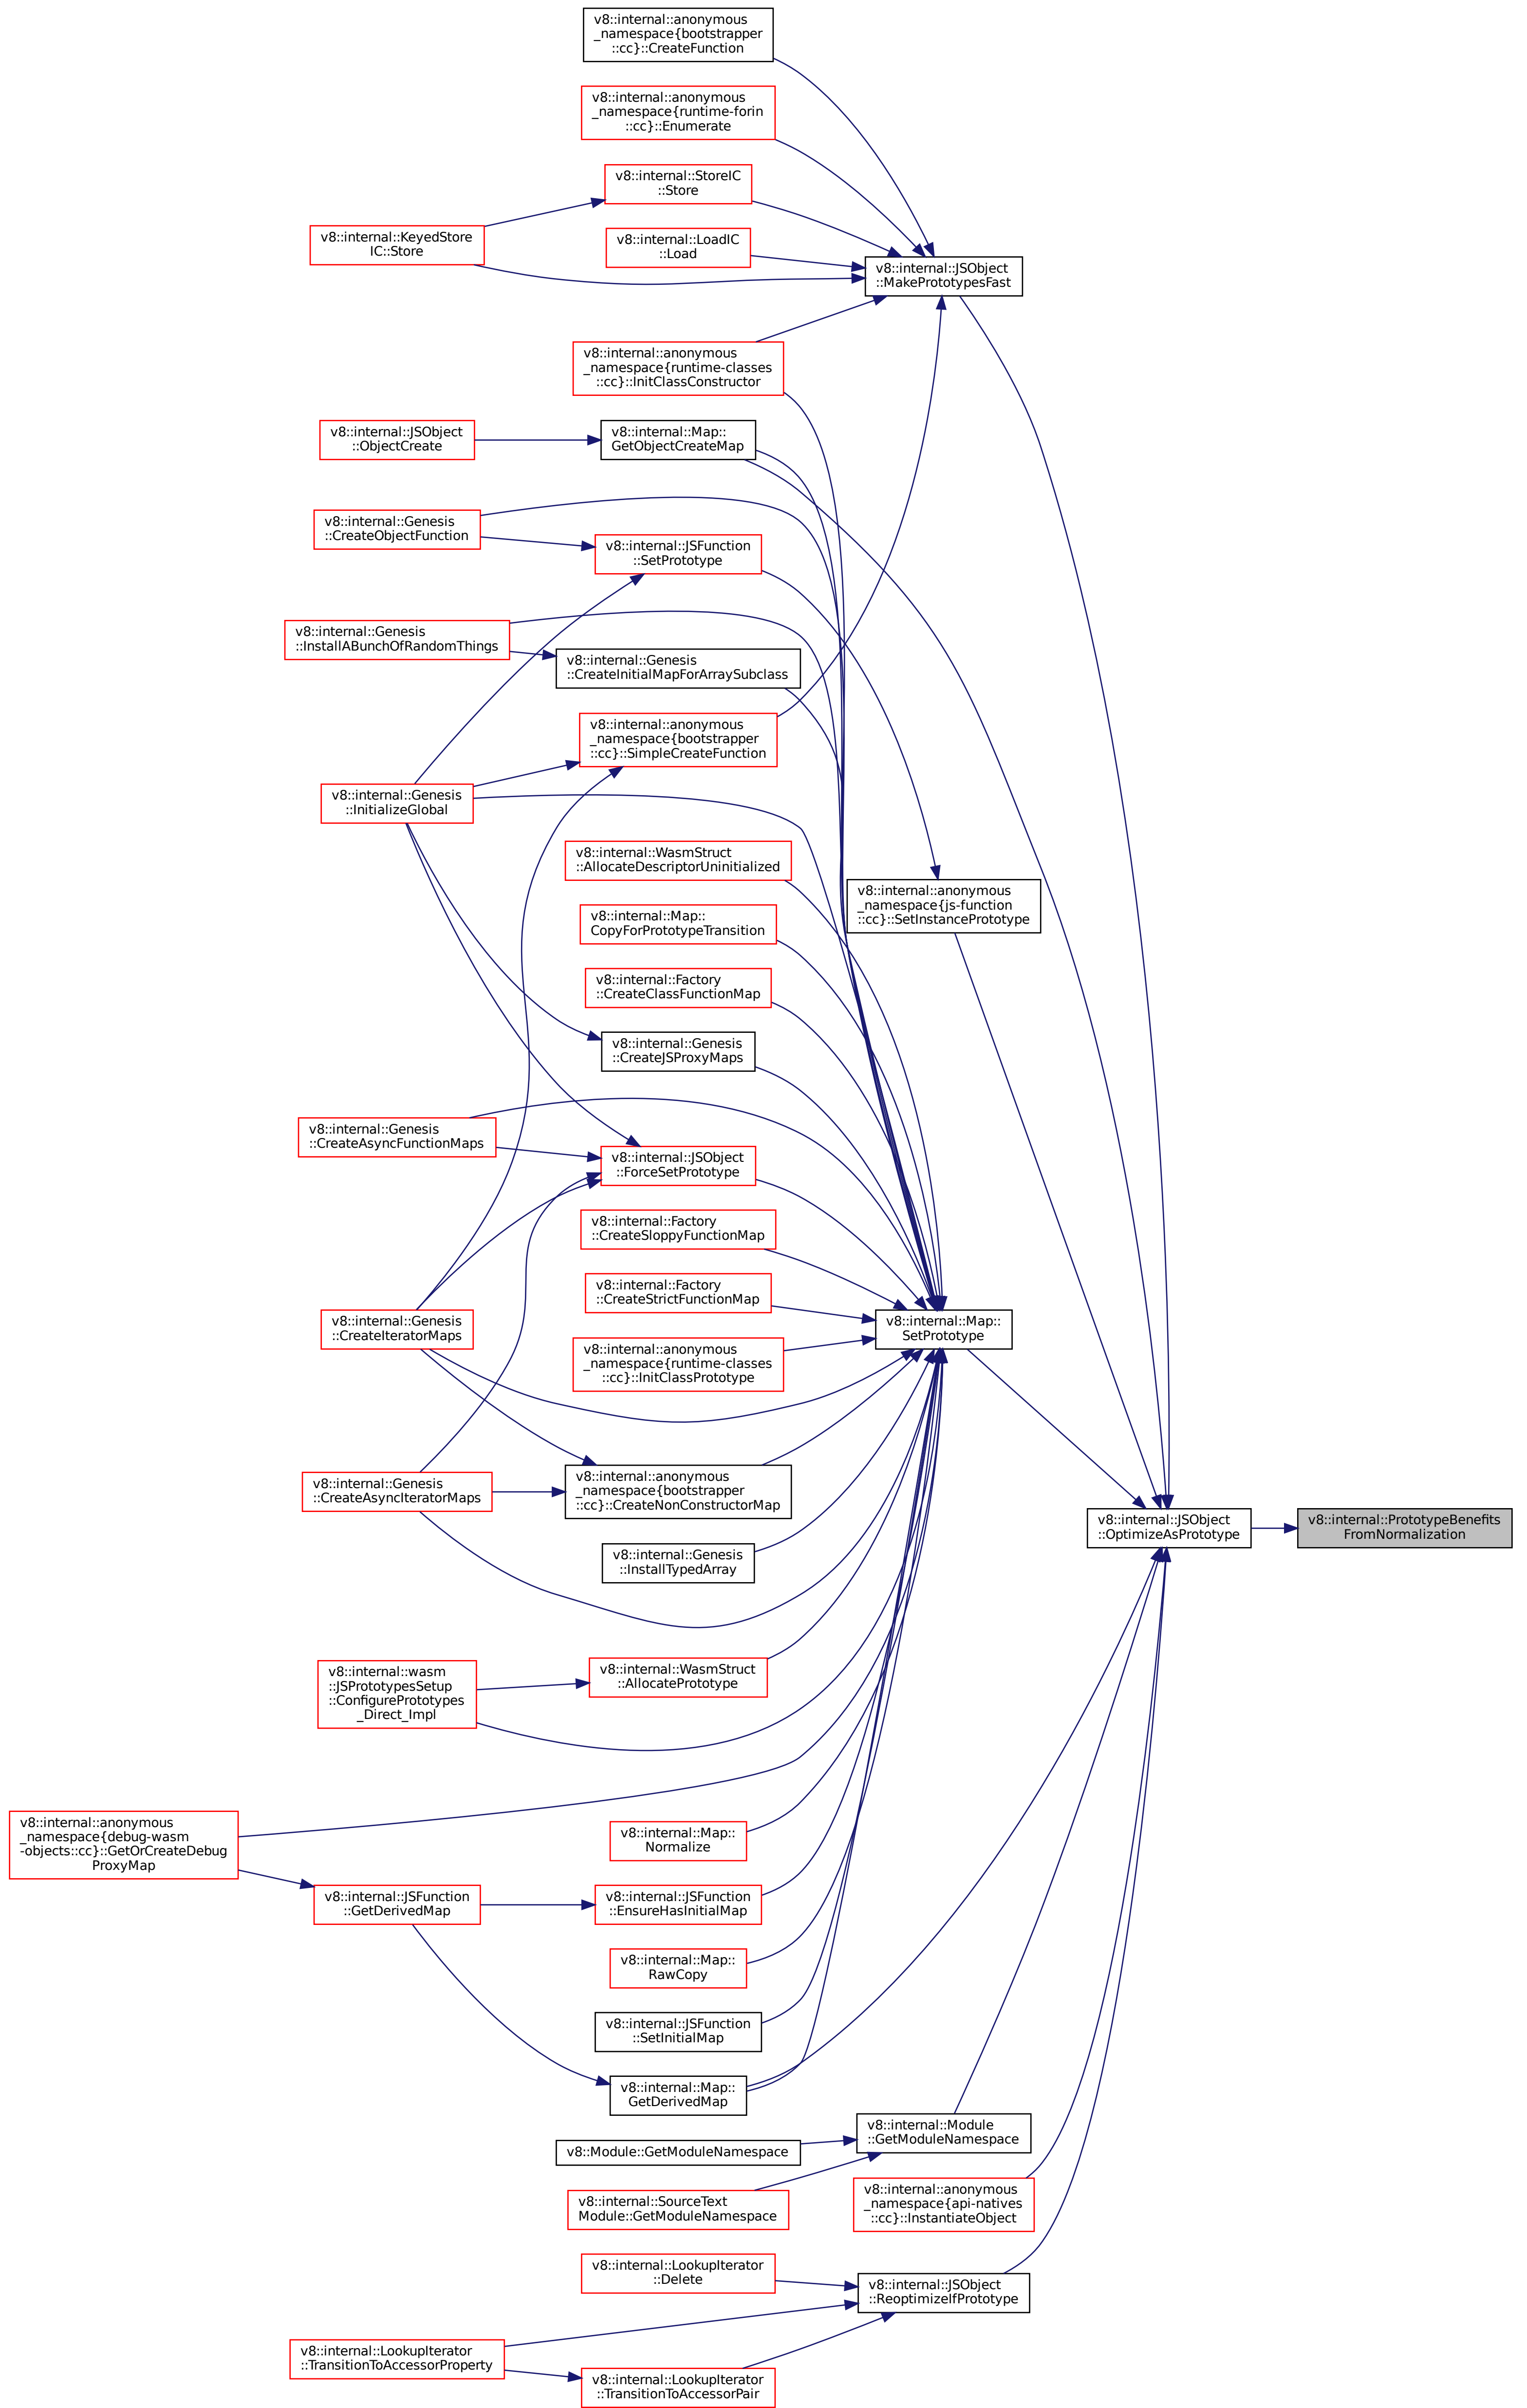 v8::internal::anonymous
_namespace{bootstrapper
::cc}::CreateFunction
v8::internal::anonymous
_namespace{runtime-forin
::cc}::Enumerate
v8::internal::StoreIC
::Store
v8::internal::KeyedStore
IC::Store
v8::internal::LoadIC
::Load
v8::internal::JSObject
::MakePrototypesFast
v8::internal::anonymous
_namespace{runtime-classes
::cc}::InitClassConstructor
v8::internal::JSObject
::ObjectCreate
v8::internal::Map::
GetObjectCreateMap
v8::internal::Genesis
::CreateObjectFunction
v8::internal::JSFunction
::SetPrototype
v8::internal::Genesis
::InstallABunchOfRandomThings
v8::internal::Genesis
::CreateInitialMapForArraySubclass
v8::internal::anonymous
_namespace{bootstrapper
::cc}::SimpleCreateFunction
v8::internal::Genesis
::InitializeGlobal
v8::internal::WasmStruct
::AllocateDescriptorUninitialized
v8::internal::anonymous
_namespace{js-function
::cc}::SetInstancePrototype
v8::internal::Map::
CopyForPrototypeTransition
v8::internal::Factory
::CreateClassFunctionMap
v8::internal::Genesis
::CreateJSProxyMaps
v8::internal::Genesis
::CreateAsyncFunctionMaps
v8::internal::JSObject
::ForceSetPrototype
v8::internal::Factory
::CreateSloppyFunctionMap
v8::internal::Factory
::CreateStrictFunctionMap
v8::internal::Genesis
::CreateIteratorMaps
v8::internal::Map::
SetPrototype
v8::internal::anonymous
_namespace{runtime-classes
::cc}::InitClassPrototype
v8::internal::Genesis
::CreateAsyncIteratorMaps
v8::internal::anonymous
_namespace{bootstrapper
::cc}::CreateNonConstructorMap
v8::internal::JSObject
::OptimizeAsPrototype
v8::internal::PrototypeBenefits
FromNormalization
v8::internal::Genesis
::InstallTypedArray
v8::internal::wasm
::JSPrototypesSetup
::ConfigurePrototypes
_Direct_Impl
v8::internal::WasmStruct
::AllocatePrototype
v8::internal::anonymous
_namespace{debug-wasm
-objects::cc}::GetOrCreateDebug
ProxyMap
v8::internal::Map::
Normalize
v8::internal::JSFunction
::GetDerivedMap
v8::internal::JSFunction
::EnsureHasInitialMap
v8::internal::Map::
RawCopy
v8::internal::JSFunction
::SetInitialMap
v8::internal::Map::
GetDerivedMap
v8::internal::Module
::GetModuleNamespace
v8::Module::GetModuleNamespace
v8::internal::SourceText
Module::GetModuleNamespace
v8::internal::anonymous
_namespace{api-natives
::cc}::InstantiateObject
v8::internal::LookupIterator
::Delete
v8::internal::JSObject
::ReoptimizeIfPrototype
v8::internal::LookupIterator
::TransitionToAccessorProperty
v8::internal::LookupIterator
::TransitionToAccessorPair